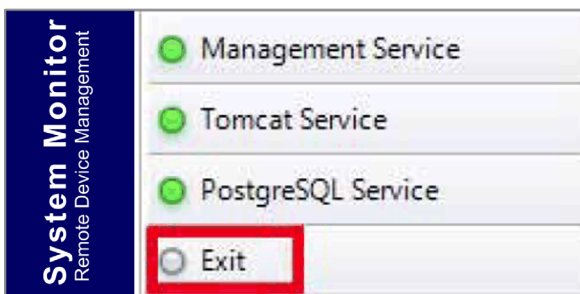 System Monitor
Remote Device Management
Management Service
Tomcat Service
PostgreSQL Service
Exit